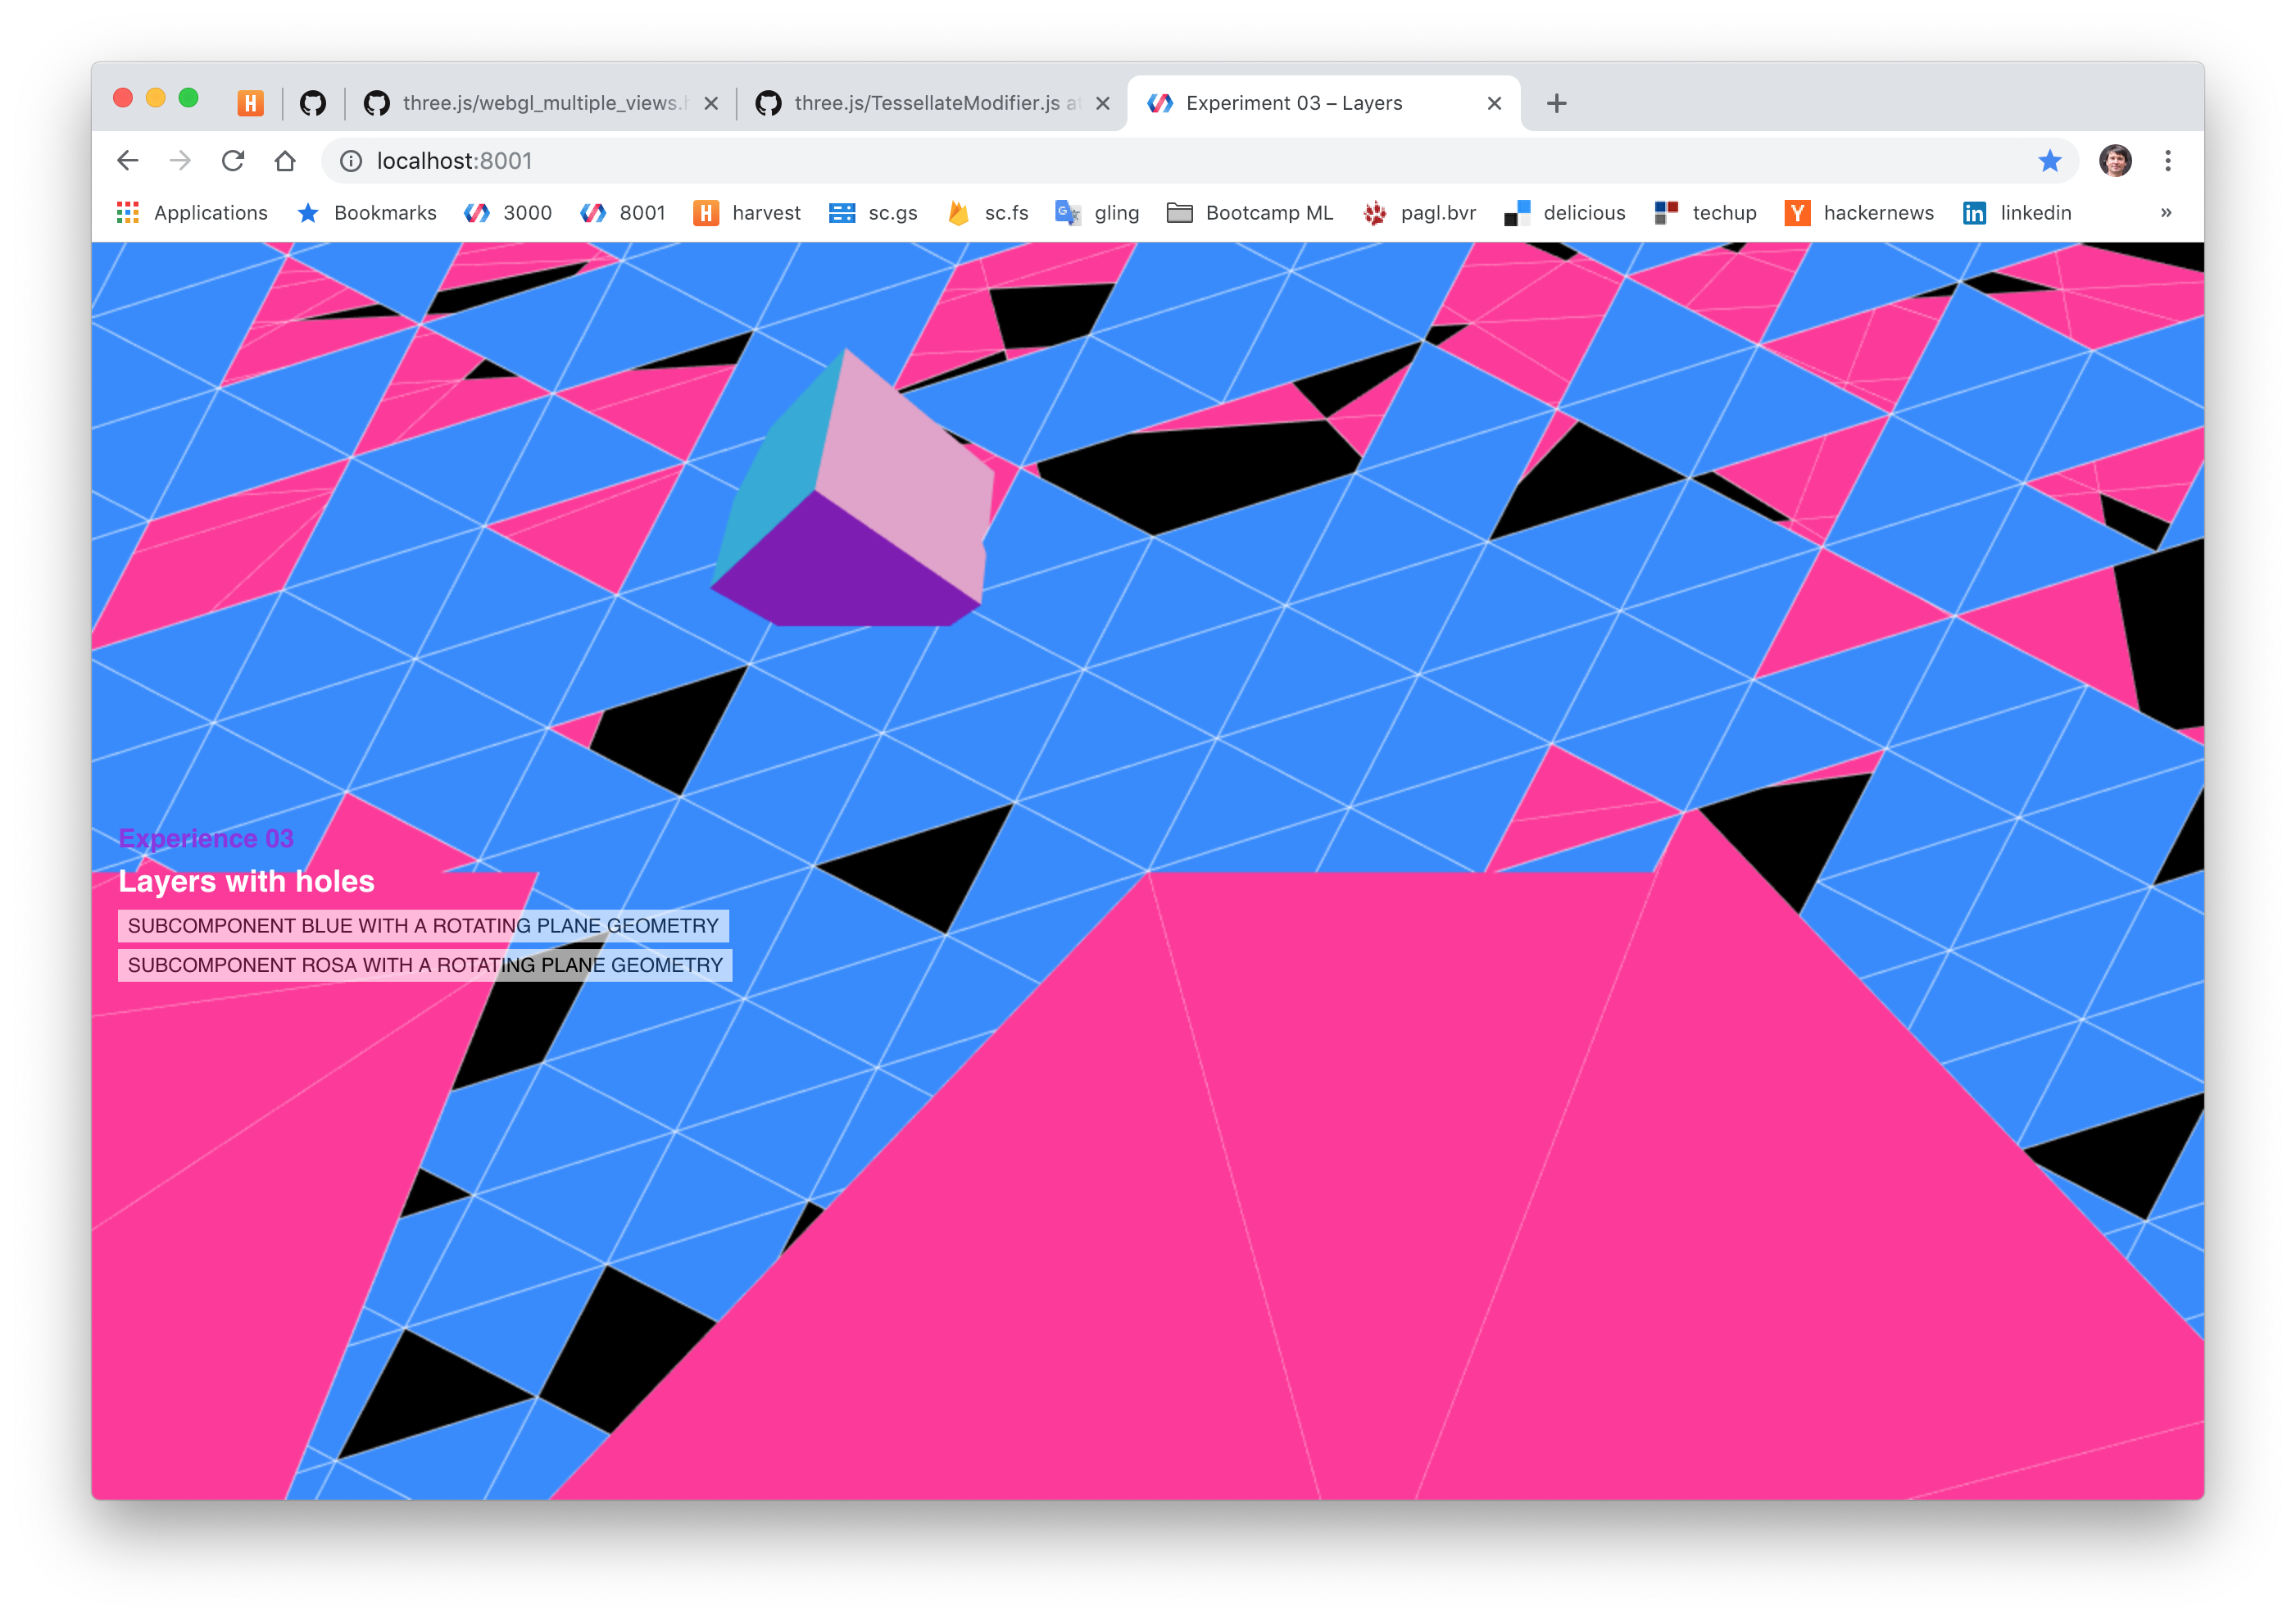 H three.js/webgl_multiple_views.h three.js/TessellateModifier.js at Experiment 03 – Layers
localhost:8001
Applications Bookmarks 3000 8001 H harvest sc.gs sc.fs G gling Bootcamp ML pagl.bvr delicious techup Y hackernews in linkedin »
Experience 03
Layers with holes
SUBCOMPONENT BLUE WITH A ROTATING PLANE GEOMETRY
SUBCOMPONENT ROSA WITH A ROTATING PLANE GEOMETRY